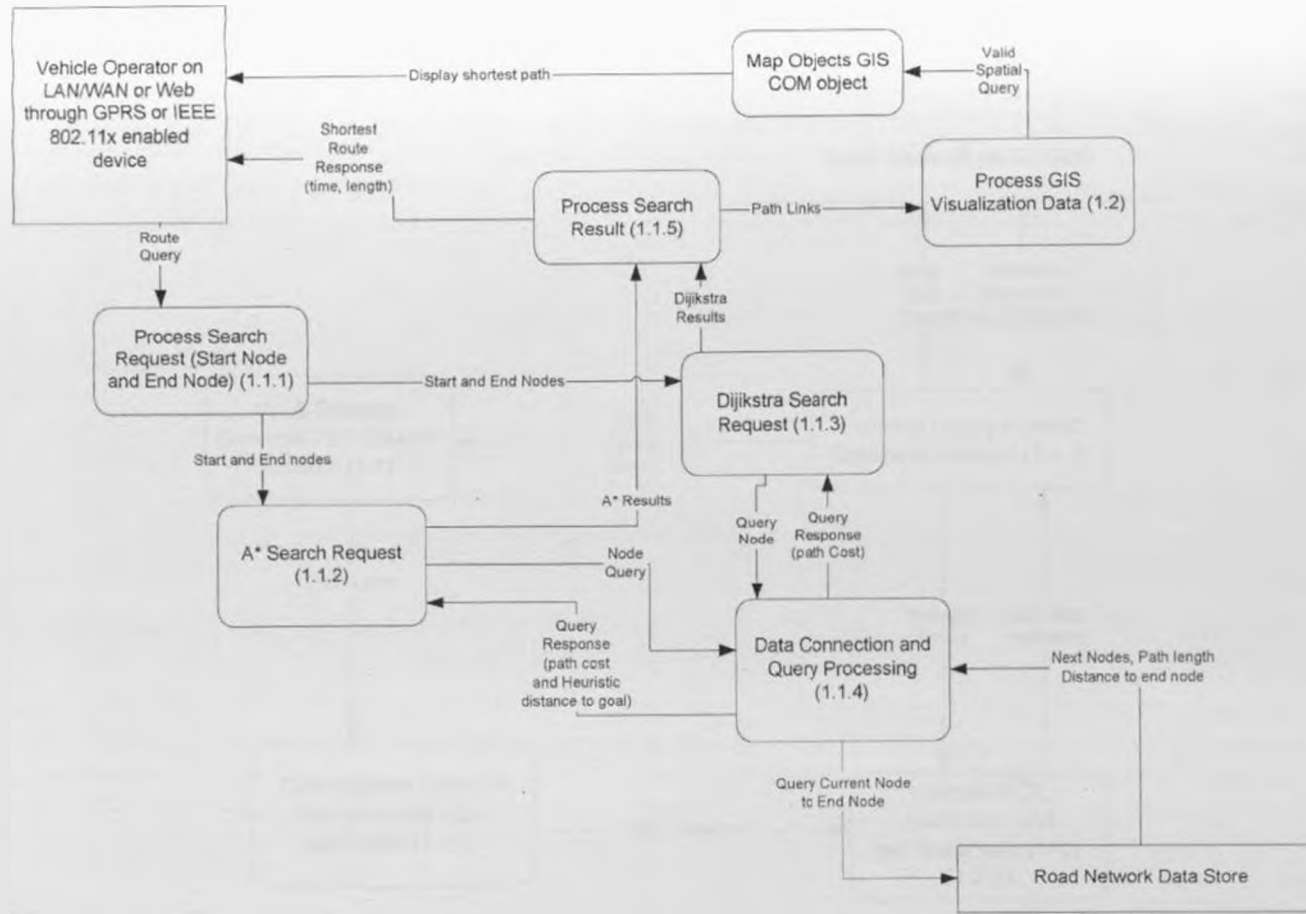 Vehicle Operator on
LAN/WAN or Web
through GPRS or IEEE
802.11x enabled
device
Display shortest path
Map Objects GIS
COM object
Valid
Spatial
Query
Shortest
Route
Response
(time, length)
Process Search
Result (1.1.5)
Path Links
Process GIS
Visualization Data (1.2)
Route
Query
Dijikstra
Results
Process Search
Request (Start Node
and End Node) (1.1.1)
Start and End Nodes
Dijikstra Search
Request (1.1.3)
Start and End nodes
A* Results
Query
Node
Query
Response
(path Cost)
A* Search Request
(1.1.2)
Node
Query
Query
Response
(path cost
and Heuristic
distance to goal)
Data Connection and
Query Processing
(1.1.4)
Next Nodes, Path length
Distance to end node
Query Current Node
to End Node
Road Network Data Store